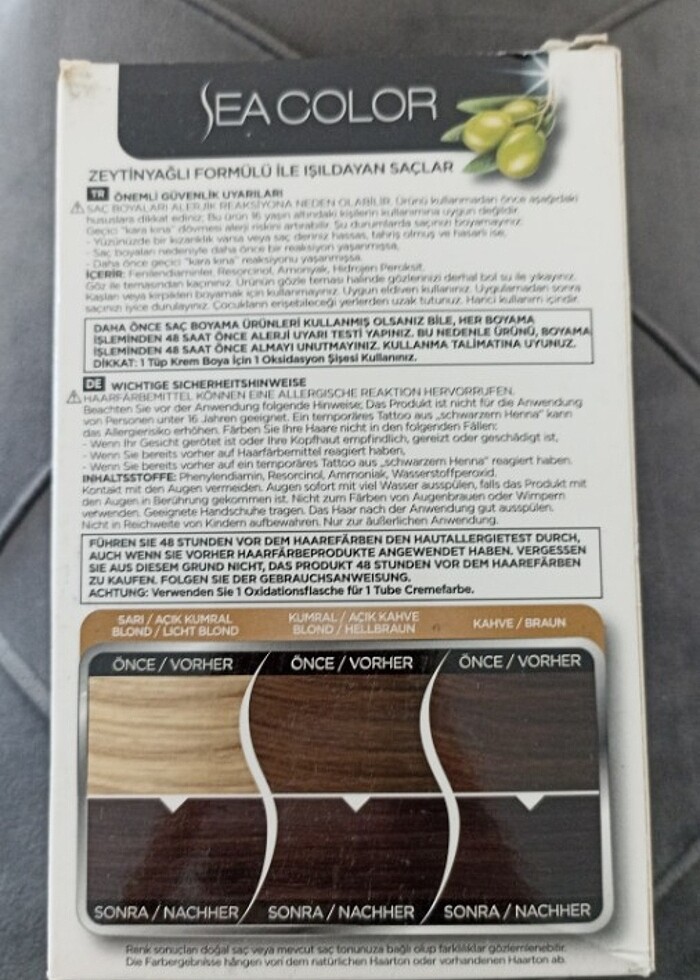 SEA COLOR
ZEYTİNYAĞLI FORMÜLÜ İLE IŞILDAYAN SAÇLAR
TR ÖNEMLİ GÜVENLİK UYARILARI
SAÇ BOYALARI ALERJİK REAKSİYONA NEDEN OLABİLİR. Ürünü kullanmadan önce aşağıdaki
hususlara dikkat ediniz: Bu ürün 16 yaşın altındaki kişilerin kullanımına uygun değildir.
Geçici "kara kına" dövmesi alerji riskini artırabilir. Şu durumlarda saçınızı boyamayınız:
- Yüzünüzde bir kızarıklık varsa veya saç deriniz hassas, tahriş olmuş ve hasarlı ise,
- Saç boyaları nedeniyle daha önce bir reaksiyon yaşanmışsa,
- Daha önce geçici "kara kına" reaksiyonu yaşanmışsa.
İÇERİR: Fenilendiaminler, Resorcinol, Amonyak, Hidrojen Peroksit.
Göz ile temasından kaçınınız. Ürünün gözle teması halinde gözlerinizi derhal bol su ile yıkayınız.
Kaşları veya kirpikleri boyamak için kullanmayınız. Uygun eldiven kullanınız. Uygulamadan sonra
saçınızı iyice durulayınız. Çocukların erişebileceği yerlerden uzak tutunuz. Harici kullanım içindir.
DAHA ÖNCE SAÇ BOYAMA ÜRÜNLERİ KULLANMIŞ OLSANIZ BİLE, HER BOYAMA
İŞLEMİNDEN 48 SAAT ÖNCE ALERJİ UYARI TESTİ YAPINIZ. BU NEDENLE ÜRÜNÜ, BOYAMA
İŞLEMİNDEN 48 SAAT ÖNCE ALMAYI UNUTMAYINIZ. KULLANMA TALİMATINA UYUNUZ.
DİKKAT: 1 Tüp Krem Boya İçin 1 Oksidasyon Şişesi Kullanınız.
DE WICHTIGE SICHERHEITSHINWEISE
HAARFÄRBEMITTEL KÖNNEN EINE ALLERGISCHE REAKTION HERVORRUFEN.
Beachten Sie vor der Anwendung folgende Hinweise: Das Produkt ist nicht für die Anwendung
von Personen unter 16 Jahren geeignet. Ein temporäres Tattoo aus „schwarzem Henna" kann
das Allergierisiko erhöhen. Färben Sie Ihre Haare nicht in den folgenden Fällen:
- Wenn Ihr Gesicht gerötet ist oder Ihre Kopfhaut empfindlich, gereizt oder geschädigt ist,
- Wenn Sie bereits vorher auf Haarfärbemittel reagiert haben,
- Wenn Sie bereits vorher auf ein temporäres Tattoo aus „schwarzem Henna" reagiert haben.
INHALTSSTOFFE: Phenylendiamin, Resorcinol, Ammoniak, Wasserstoffperoxid.
Kontakt mit den Augen vermeiden. Augen sofort mit viel Wasser ausspülen, falls das Produkt mit
den Augen in Berührung gekommen ist. Nicht zum Färben von Augenbrauen oder Wimpern
verwenden. Geeignete Handschuhe tragen. Das Haar nach der Anwendung gut ausspülen.
Nicht in Reichweite von Kindern aufbewahren. Nur zur äußerlichen Anwendung.
FÜHREN SIE 48 STUNDEN VOR DEM HAAREFÄRBEN DEN HAUTALLERGIETEST DURCH,
AUCH WENN SIE VORHER HAARFÄRBEPRODUKTE ANGEWENDET HABEN. VERGESSEN
SIE AUS DIESEM GRUND NICHT, DAS PRODUKT 48 STUNDEN VOR DEM HAAREFÄRBEN
ZU KAUFEN. FOLGEN SIE DER GEBRAUCHSANWEISUNG.
ACHTUNG: Verwenden Sie 1 Oxidationsflasche für 1 Tube Cremefarbe.
SARI / AÇIK KUMRAL
BLOND / LICHT BLOND
KUMRAL / AÇIK KAHVE
BLOND / HELLBRAUN
KAHVE / BRAUN
ÖNCE / VORHER ÖNCE / VORHER ÖNCE / VORHER
SONRA / NACHHER SONRA / NACHHER SONRA / NACHHER
Renk sonuçları doğal saç veya mevcut saç tonunuza bağlı olup farklılıklar gözlemlenebilir.
Die Farbergebnisse hängen von dem natürlichen Haarton oder vorhandenen Haarton ab.